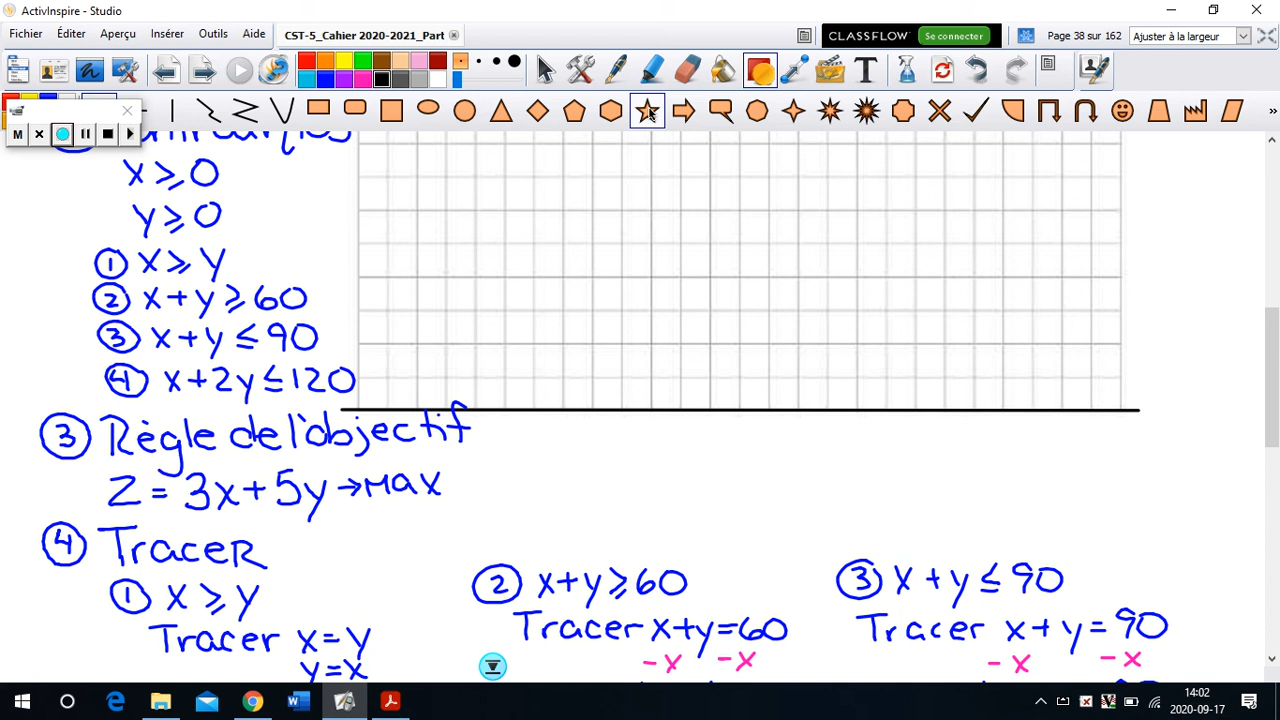 ActivInspire - Studio
Fichier Éditer Aperçu Insérer Outils Aide CST-5_Cahier 2020-2021_Part CLASSFLOW Se connecter Page 38 sur 162 Ajuster à la largeur
M
x ≥ 0
y ≥ 0
① x ≥ y
② x + y ≥ 60
③ x + y ≤ 90
④ x + 2y ≤ 120
③ Règle de l'objectif
Z = 3x + 5y → Max
④ Tracer
① x ≥ y
Tracer x = y
y = x
② x + y ≥ 60
Tracer x + y = 60
- x - x
③ x + y ≤ 90
Tracer x + y = 90
- x - x
14:02
2020-09-17